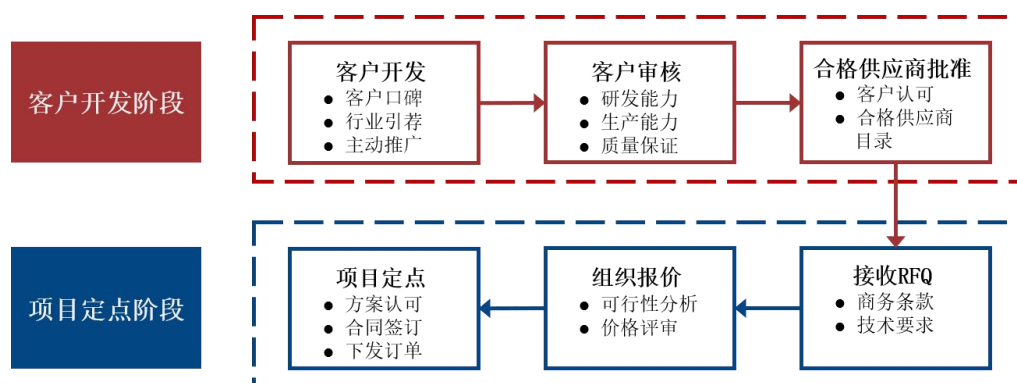 客户开发阶段
客户开发
● 客户口碑
● 行业引荐
● 主动推广
客户审核
● 研发能力
● 生产能力
● 质量保证
合格供应商批准
● 客户认可
● 合格供应商
目录
项目定点阶段
项目定点
● 方案认可
● 合同签订
● 下发订单
组织报价
● 可行性分析
● 价格评审
接收RFQ
● 商务条款
● 技术要求